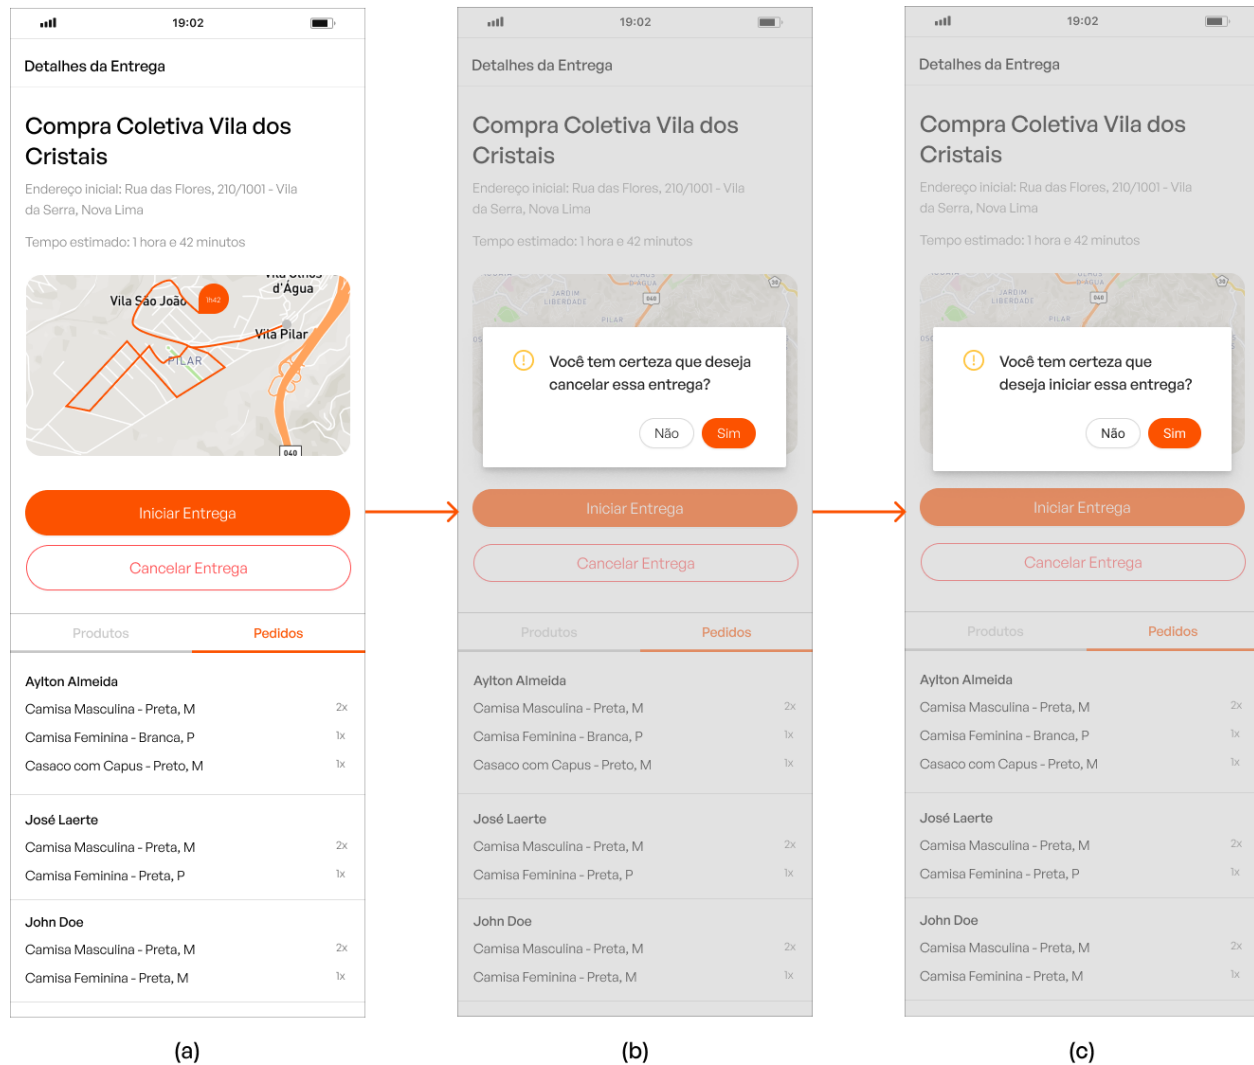 19:02
Detalhes da Entrega
Compra Coletiva Vila dos
Cristais
Endereço inicial: Rua das Flores, 210/1001 - Vila
da Serra, Nova Lima
Tempo estimado: 1 hora e 42 minutos
d'Água
Vila São João
1h42
Vila Pilar
PILAR
040
Iniciar Entrega
Cancelar Entrega
Produtos
Pedidos
Aylton Almeida
Camisa Masculina - Preta, M 2x
Camisa Feminina - Branca, P 1x
Casaco com Capus - Preto, M 1x
José Laerte
Camisa Masculina - Preta, M 2x
Camisa Feminina - Preta, P 1x
John Doe
Camisa Masculina - Preta, M 2x
Camisa Feminina - Preta, M 1x
(a)
19:02
Detalhes da Entrega
Compra Coletiva Vila dos
Cristais
Endereço inicial: Rua das Flores, 210/1001 - Vila
da Serra, Nova Lima
Tempo estimado: 1 hora e 42 minutos
D'ÁGUA
JARDIM
LIBERDADE
040
PILAR
Você tem certeza que deseja
cancelar essa entrega?
Não
Sim
Iniciar Entrega
Cancelar Entrega
Produtos
Pedidos
Aylton Almeida
Camisa Masculina - Preta, M 2x
Camisa Feminina - Branca, P 1x
Casaco com Capus - Preto, M 1x
José Laerte
Camisa Masculina - Preta, M 2x
Camisa Feminina - Preta, P 1x
John Doe
Camisa Masculina - Preta, M 2x
Camisa Feminina - Preta, M 1x
(b)
19:02
Detalhes da Entrega
Compra Coletiva Vila dos
Cristais
Endereço inicial: Rua das Flores, 210/1001 - Vila
da Serra, Nova Lima
Tempo estimado: 1 hora e 42 minutos
D'ÁGUA
JARDIM
LIBERDADE
040
PILAR
Você tem certeza que
deseja iniciar essa entrega?
Não
Sim
Iniciar Entrega
Cancelar Entrega
Produtos
Pedidos
Aylton Almeida
Camisa Masculina - Preta, M 2x
Camisa Feminina - Branca, P 1x
Casaco com Capus - Preto, M 1x
José Laerte
Camisa Masculina - Preta, M 2x
Camisa Feminina - Preta, P 1x
John Doe
Camisa Masculina - Preta, M 2x
Camisa Feminina - Preta, M 1x
(c)